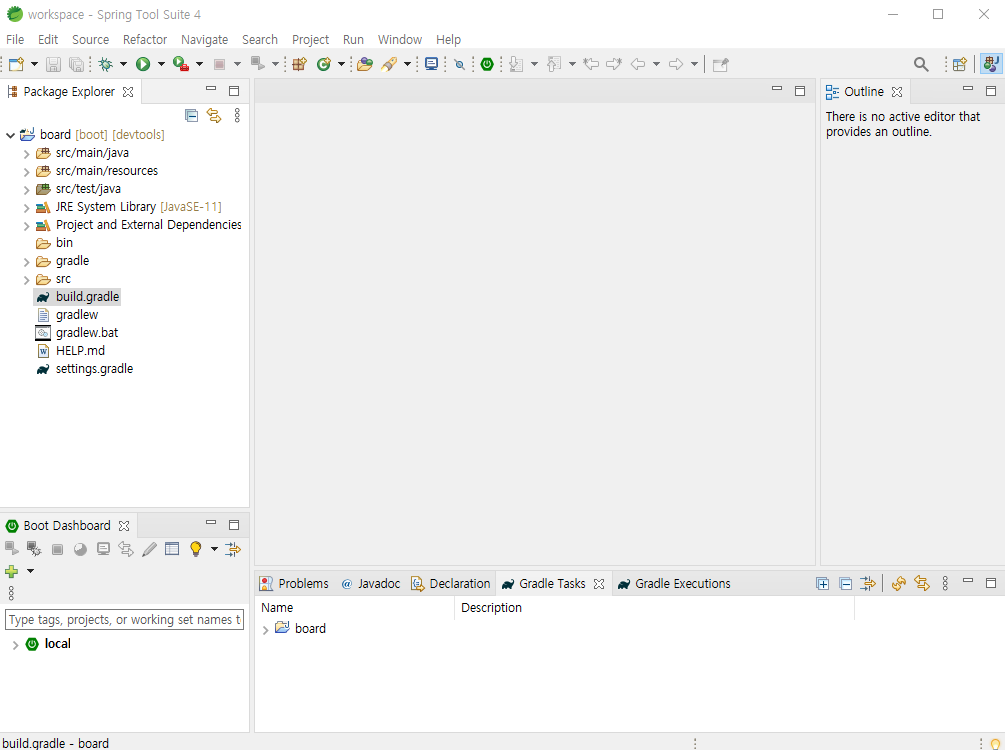 workspace - Spring Tool Suite 4
File Edit Source Refactor Navigate Search Project Run Window Help
Package Explorer
board [boot] [devtools]
src/main/java
src/main/resources
src/test/java
JRE System Library [JavaSE-11]
Project and External Dependencies
bin
gradle
src
build.gradle
gradlew
gradlew.bat
HELP.md
settings.gradle
Outline
There is no active editor that
provides an outline.
Boot Dashboard
Type tags, projects, or working set names t
local
Problems @ Javadoc Declaration Gradle Tasks Gradle Executions
Name Description
board
build.gradle - board